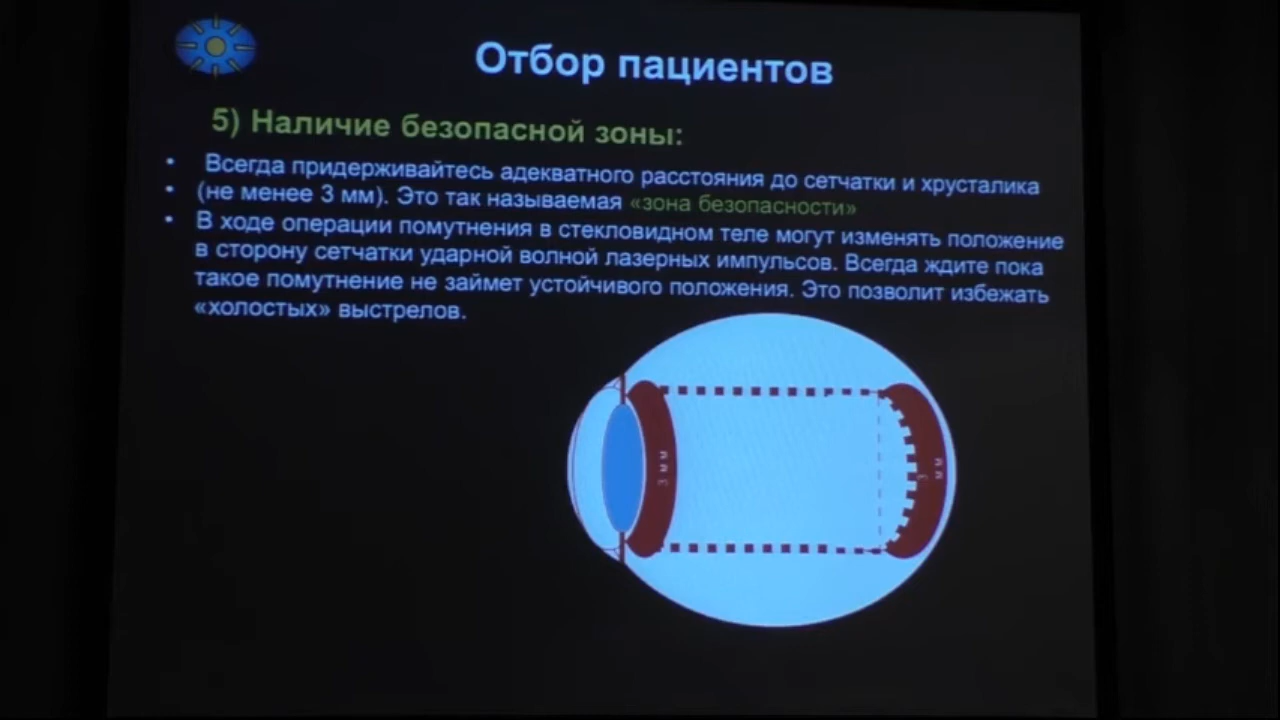 Отбор пациентов
5) Наличие безопасной зоны:
• Всегда придерживайтесь адекватного расстояния до сетчатки и хрусталика
• (не менее 3 мм). Это так называемая «зона безопасности»
• В ходе операции помутнения в стекловидном теле могут изменять положение
в сторону сетчатки ударной волной лазерных импульсов. Всегда ждите пока
такое помутнение не займет устойчивого положения. Это позволит избежать
«холостых» выстрелов.
3 мм
3 мм